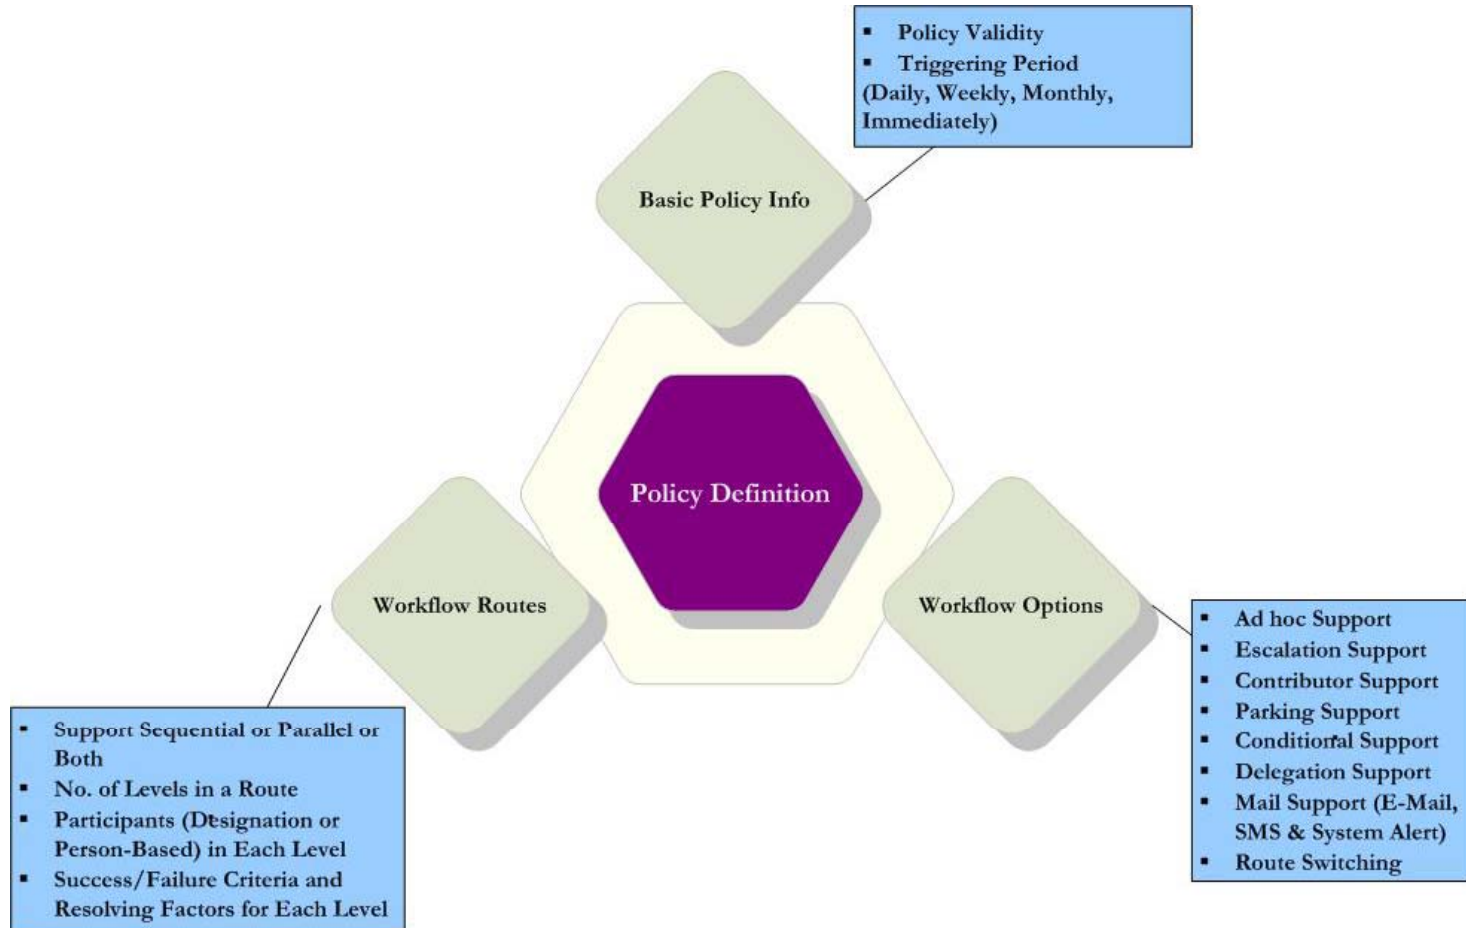 ▪ Policy Validity
▪ Triggering Period
(Daily, Weekly, Monthly,
Immediately)
Basic Policy Info
Policy Definition
Workflow Routes
Workflow Options
▪ Support Sequential or Parallel or
Both
▪ No. of Levels in a Route
▪ Participants (Designation or
Person-Based) in Each Level
▪ Success/Failure Criteria and
Resolving Factors for Each Level
▪ Ad hoc Support
▪ Escalation Support
▪ Contributor Support
▪ Parking Support
▪ Conditional Support
▪ Delegation Support
▪ Mail Support (E-Mail,
SMS & System Alert)
▪ Route Switching